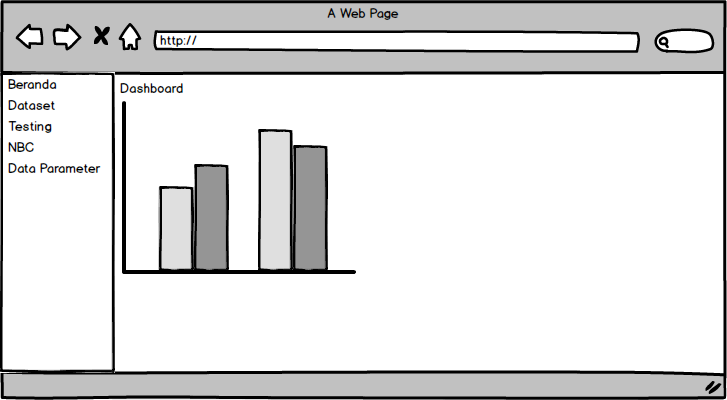 A Web Page
http://
Beranda
Dataset
Testing
NBC
Data Parameter
Dashboard